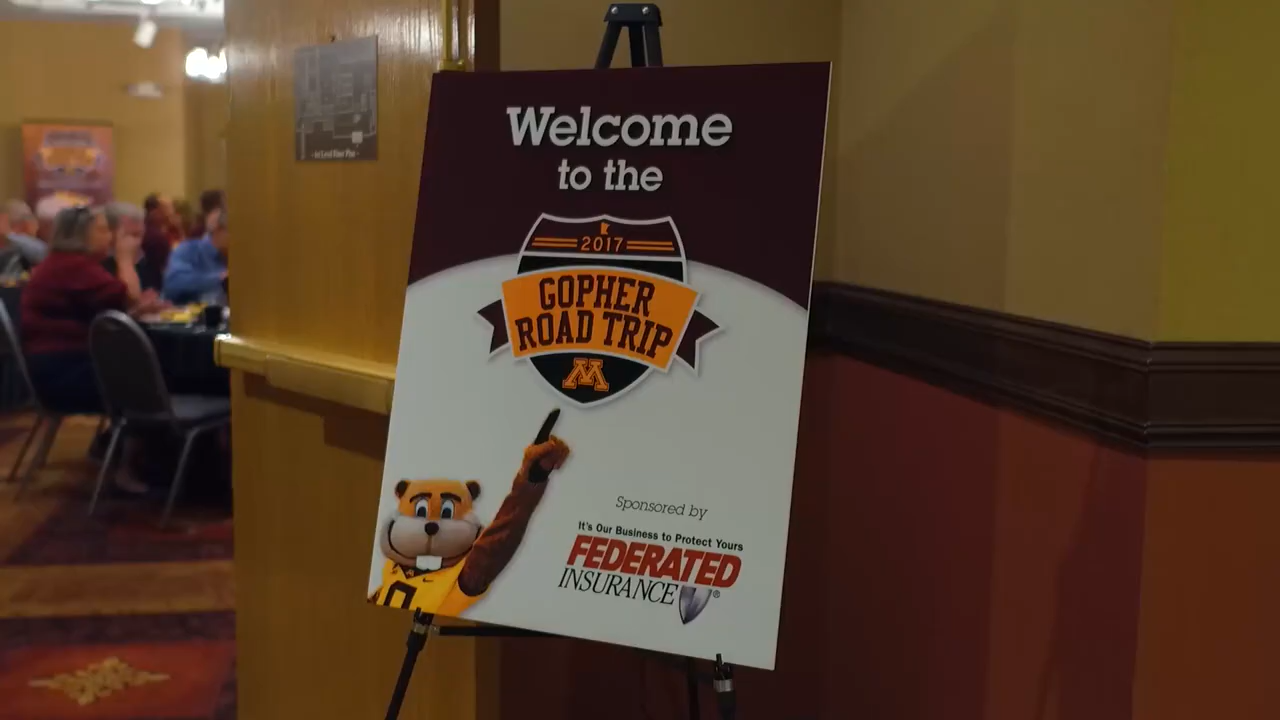 Welcome
to the
2017
GOPHER
ROAD TRIP
M
Sponsored by
It's Our Business to Protect Yours
FEDERATED
INSURANCE®